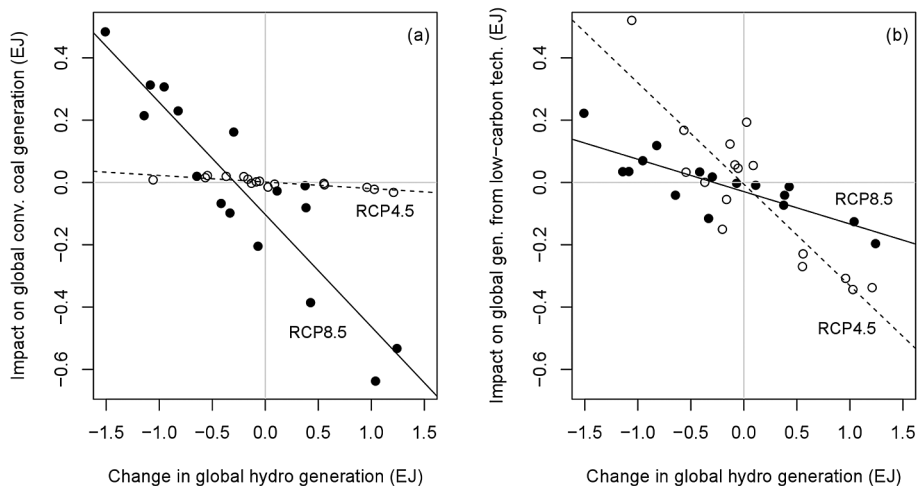 (a)
Impact on global conv. coal generation (EJ)
0.4
0.2
0.0
−0.2
−0.4
−0.6
RCP4.5
RCP8.5
−1.5 −1.0 −0.5 0.0 0.5 1.0 1.5
Change in global hydro generation (EJ)
(b)
Impact on global gen. from low−carbon tech. (EJ)
0.4
0.2
0.0
−0.2
−0.4
−0.6
RCP8.5
RCP4.5
−1.5 −1.0 −0.5 0.0 0.5 1.0 1.5
Change in global hydro generation (EJ)